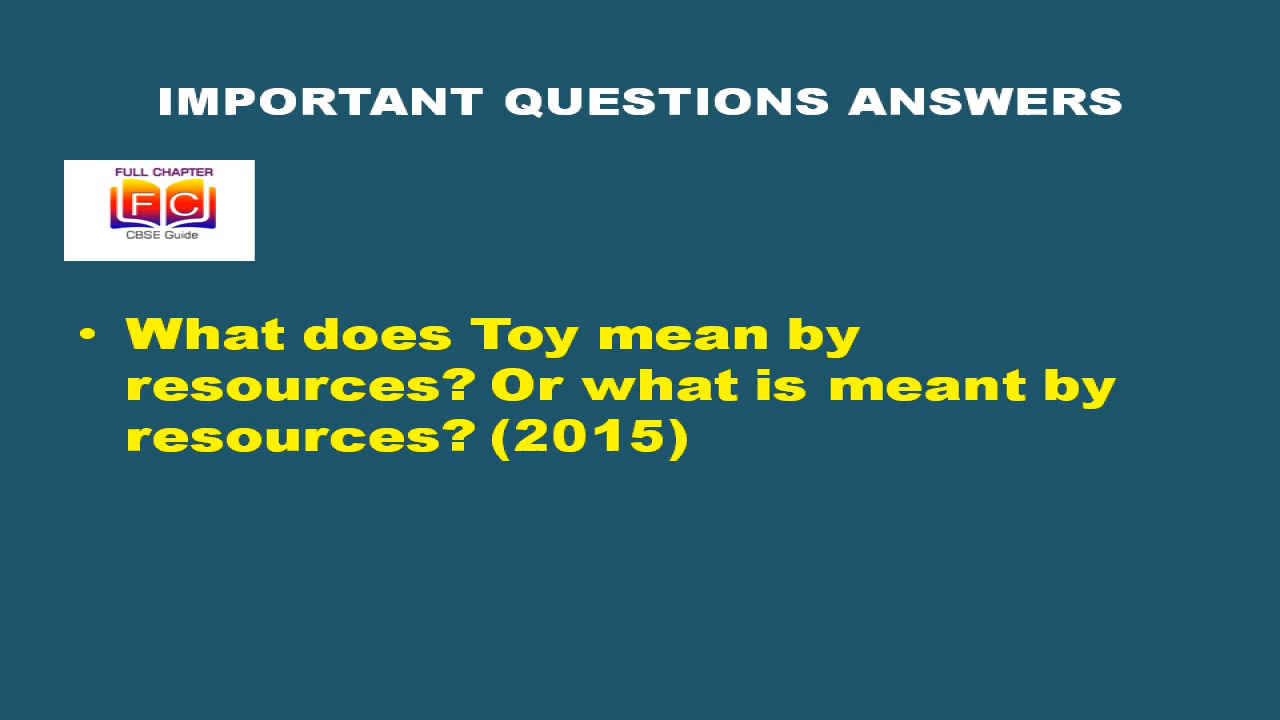 IMPORTANT QUESTIONS ANSWERS
FULL CHAPTER
FC
CBSE Guide
• What does Toy mean by
resources? Or what is meant by
resources? (2015)